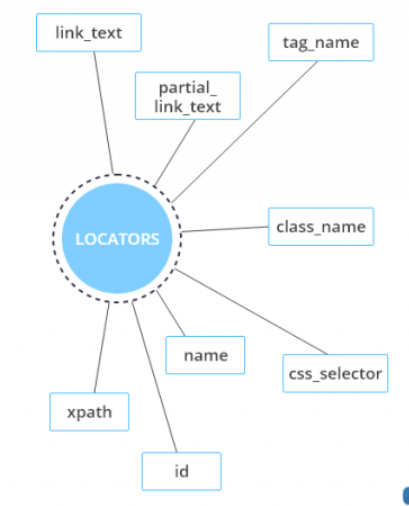 link_text
tag_name
partial_
link_text
class_name
LOCATORS
name
css_selector
xpath
id